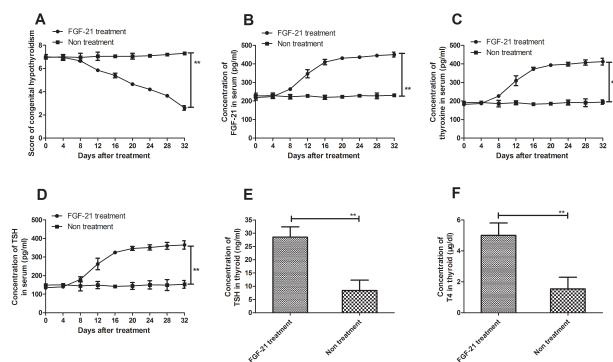 A
FGF-21 treatment
Non treatment
Score of congenital hypothyroidism
8
6
4
2
0
**
0 4 8 12 16 20 24 28 32
Days after treatment
B
FGF-21 treatment
Non treatment
Concentration of
FGF-21 in serum (pg/ml)
600
400
200
0
**
0 4 8 12 16 20 24 28 32
Days after treatment
C
FGF-21 treatment
Non treatment
Concentration of
thyroxine in serum (pg/ml)
500
400
300
200
100
0
*
0 4 8 12 16 20 24 28 32
Days after treatment
D
FGF-21 treatment
Non treatment
Concentration of TSH
in serum (pg/ml)
500
400
300
200
100
0
**
0 4 8 12 16 20 24 28 32
Days after treatment
E
Concentration of
TSH in thyroid (ng/ml)
35
30
25
20
15
10
5
0
**
FGF-21 treatment
Non treatment
F
Concentration of
T4 in thyroid (μg/dl)
6
4
2
0
**
FGF-21 treatment
Non treatment